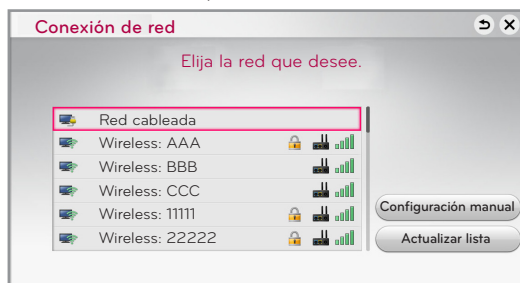 Conexión de red
Elija la red que desee.
Red cableada
Wireless: AAA
Wireless: BBB
Wireless: CCC
Wireless: 11111
Wireless: 22222
Configuración manual
Actualizar lista